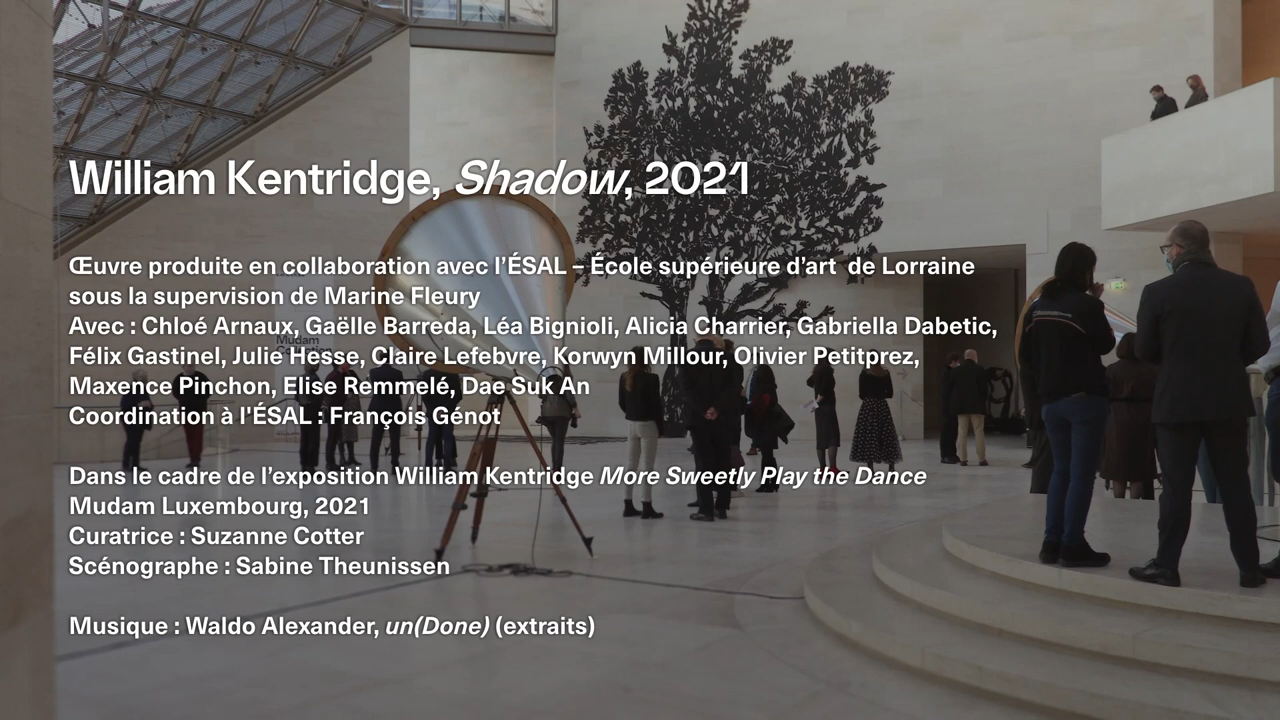 William Kentridge, Shadow, 2021
Œuvre produite en collaboration avec l’ÉSAL – École supérieure d’art de Lorraine
sous la supervision de Marine Fleury
Avec : Chloé Arnaux, Gaëlle Barreda, Léa Bignioli, Alicia Charrier, Gabriella Dabetic,
Félix Gastinel, Julie Hesse, Claire Lefebvre, Korwyn Millour, Olivier Petitprez,
Maxence Pinchon, Elise Remmelé, Dae Suk An
Coordination à l'ÉSAL : François Génot
Dans le cadre de l’exposition William Kentridge More Sweetly Play the Dance
Mudam Luxembourg, 2021
Curatrice : Suzanne Cotter
Scénographe : Sabine Theunissen
Musique : Waldo Alexander, un(Done) (extraits)
Mudam